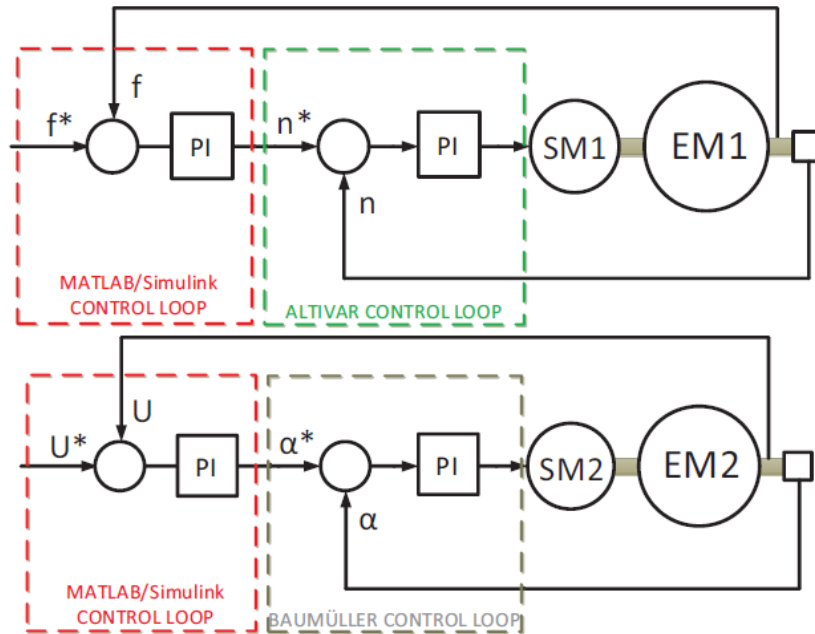 f
f*
PI
n*
PI
SM1
EM1
n
MATLAB/Simulink
CONTROL LOOP
ALTIVAR CONTROL LOOP
U
U*
PI
α*
PI
SM2
EM2
α
MATLAB/Simulink
CONTROL LOOP
BAUMÜLLER CONTROL LOOP